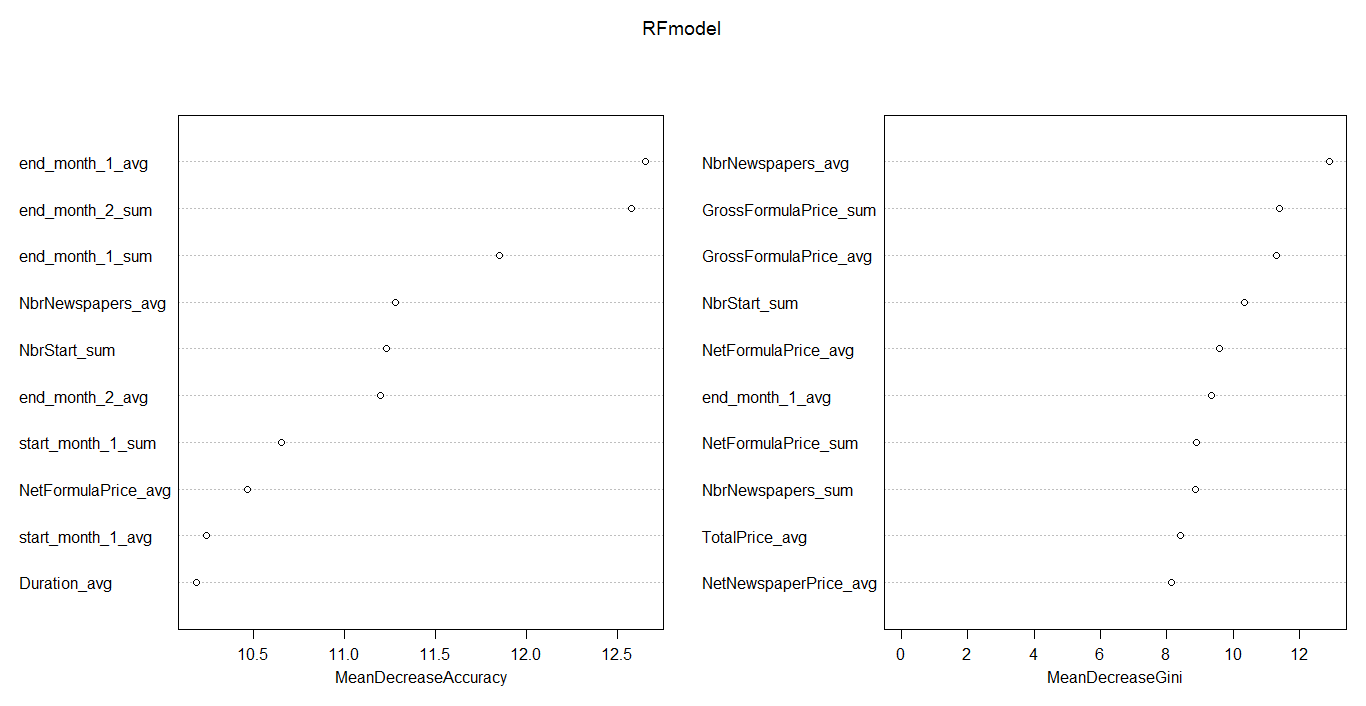 RFmodel
end_month_1_avg
end_month_2_sum
end_month_1_sum
NbrNewspapers_avg
NbrStart_sum
end_month_2_avg
start_month_1_sum
NetFormulaPrice_avg
start_month_1_avg
Duration_avg
10.5 11.0 11.5 12.0 12.5
MeanDecreaseAccuracy
NbrNewspapers_avg
GrossFormulaPrice_sum
GrossFormulaPrice_avg
NbrStart_sum
NetFormulaPrice_avg
end_month_1_avg
NetFormulaPrice_sum
NbrNewspapers_sum
TotalPrice_avg
NetNewspaperPrice_avg
0 2 4 6 8 10 12
MeanDecreaseGini